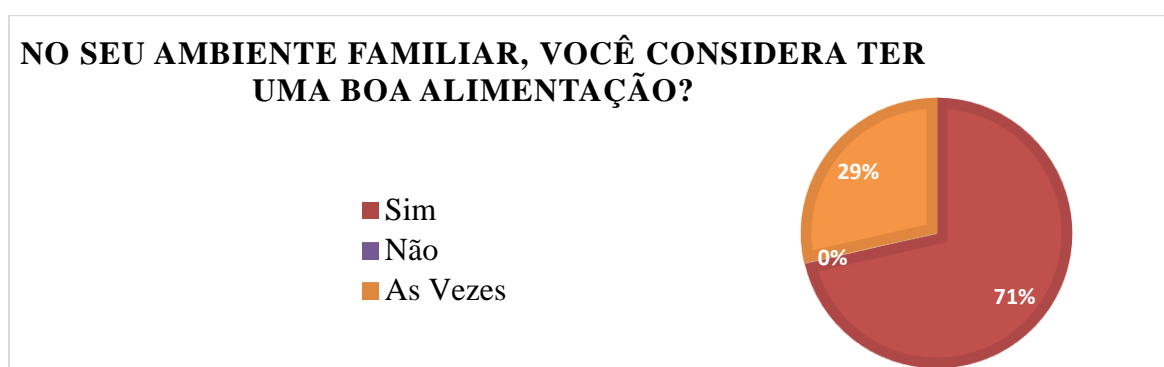 NO SEU AMBIENTE FAMILIAR, VOCÊ CONSIDERA TER
UMA BOA ALIMENTAÇÃO?
Sim
Não
As Vezes
29%
0%
71%